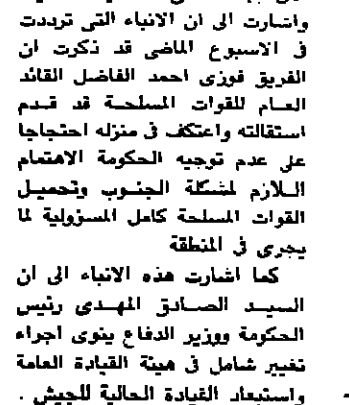 واشارت الى ان الانباء التى ترددت
فى الاسبوع الماضى قد ذكرت ان
الفريق فوزى احمد الفاضل القائد
العام للقوات المسلحة قد قدم
استقالته واعتكف فى منزله احتجاجا
على عدم توجيه الحكومة الاهتمام
اللازم لمشكلة الجنوب وتحميل
القوات المسلحة كامل المسؤولية لما
يجرى فى المنطقة
كما اشارت هذه الانباء الى ان
السيد الصادق المهدى رئيس
الحكومة ووزير الدفاع ينوى اجراء
تغيير شامل فى هيئة القيادة العامة
واستبعاد القيادة الحالية للجيش .